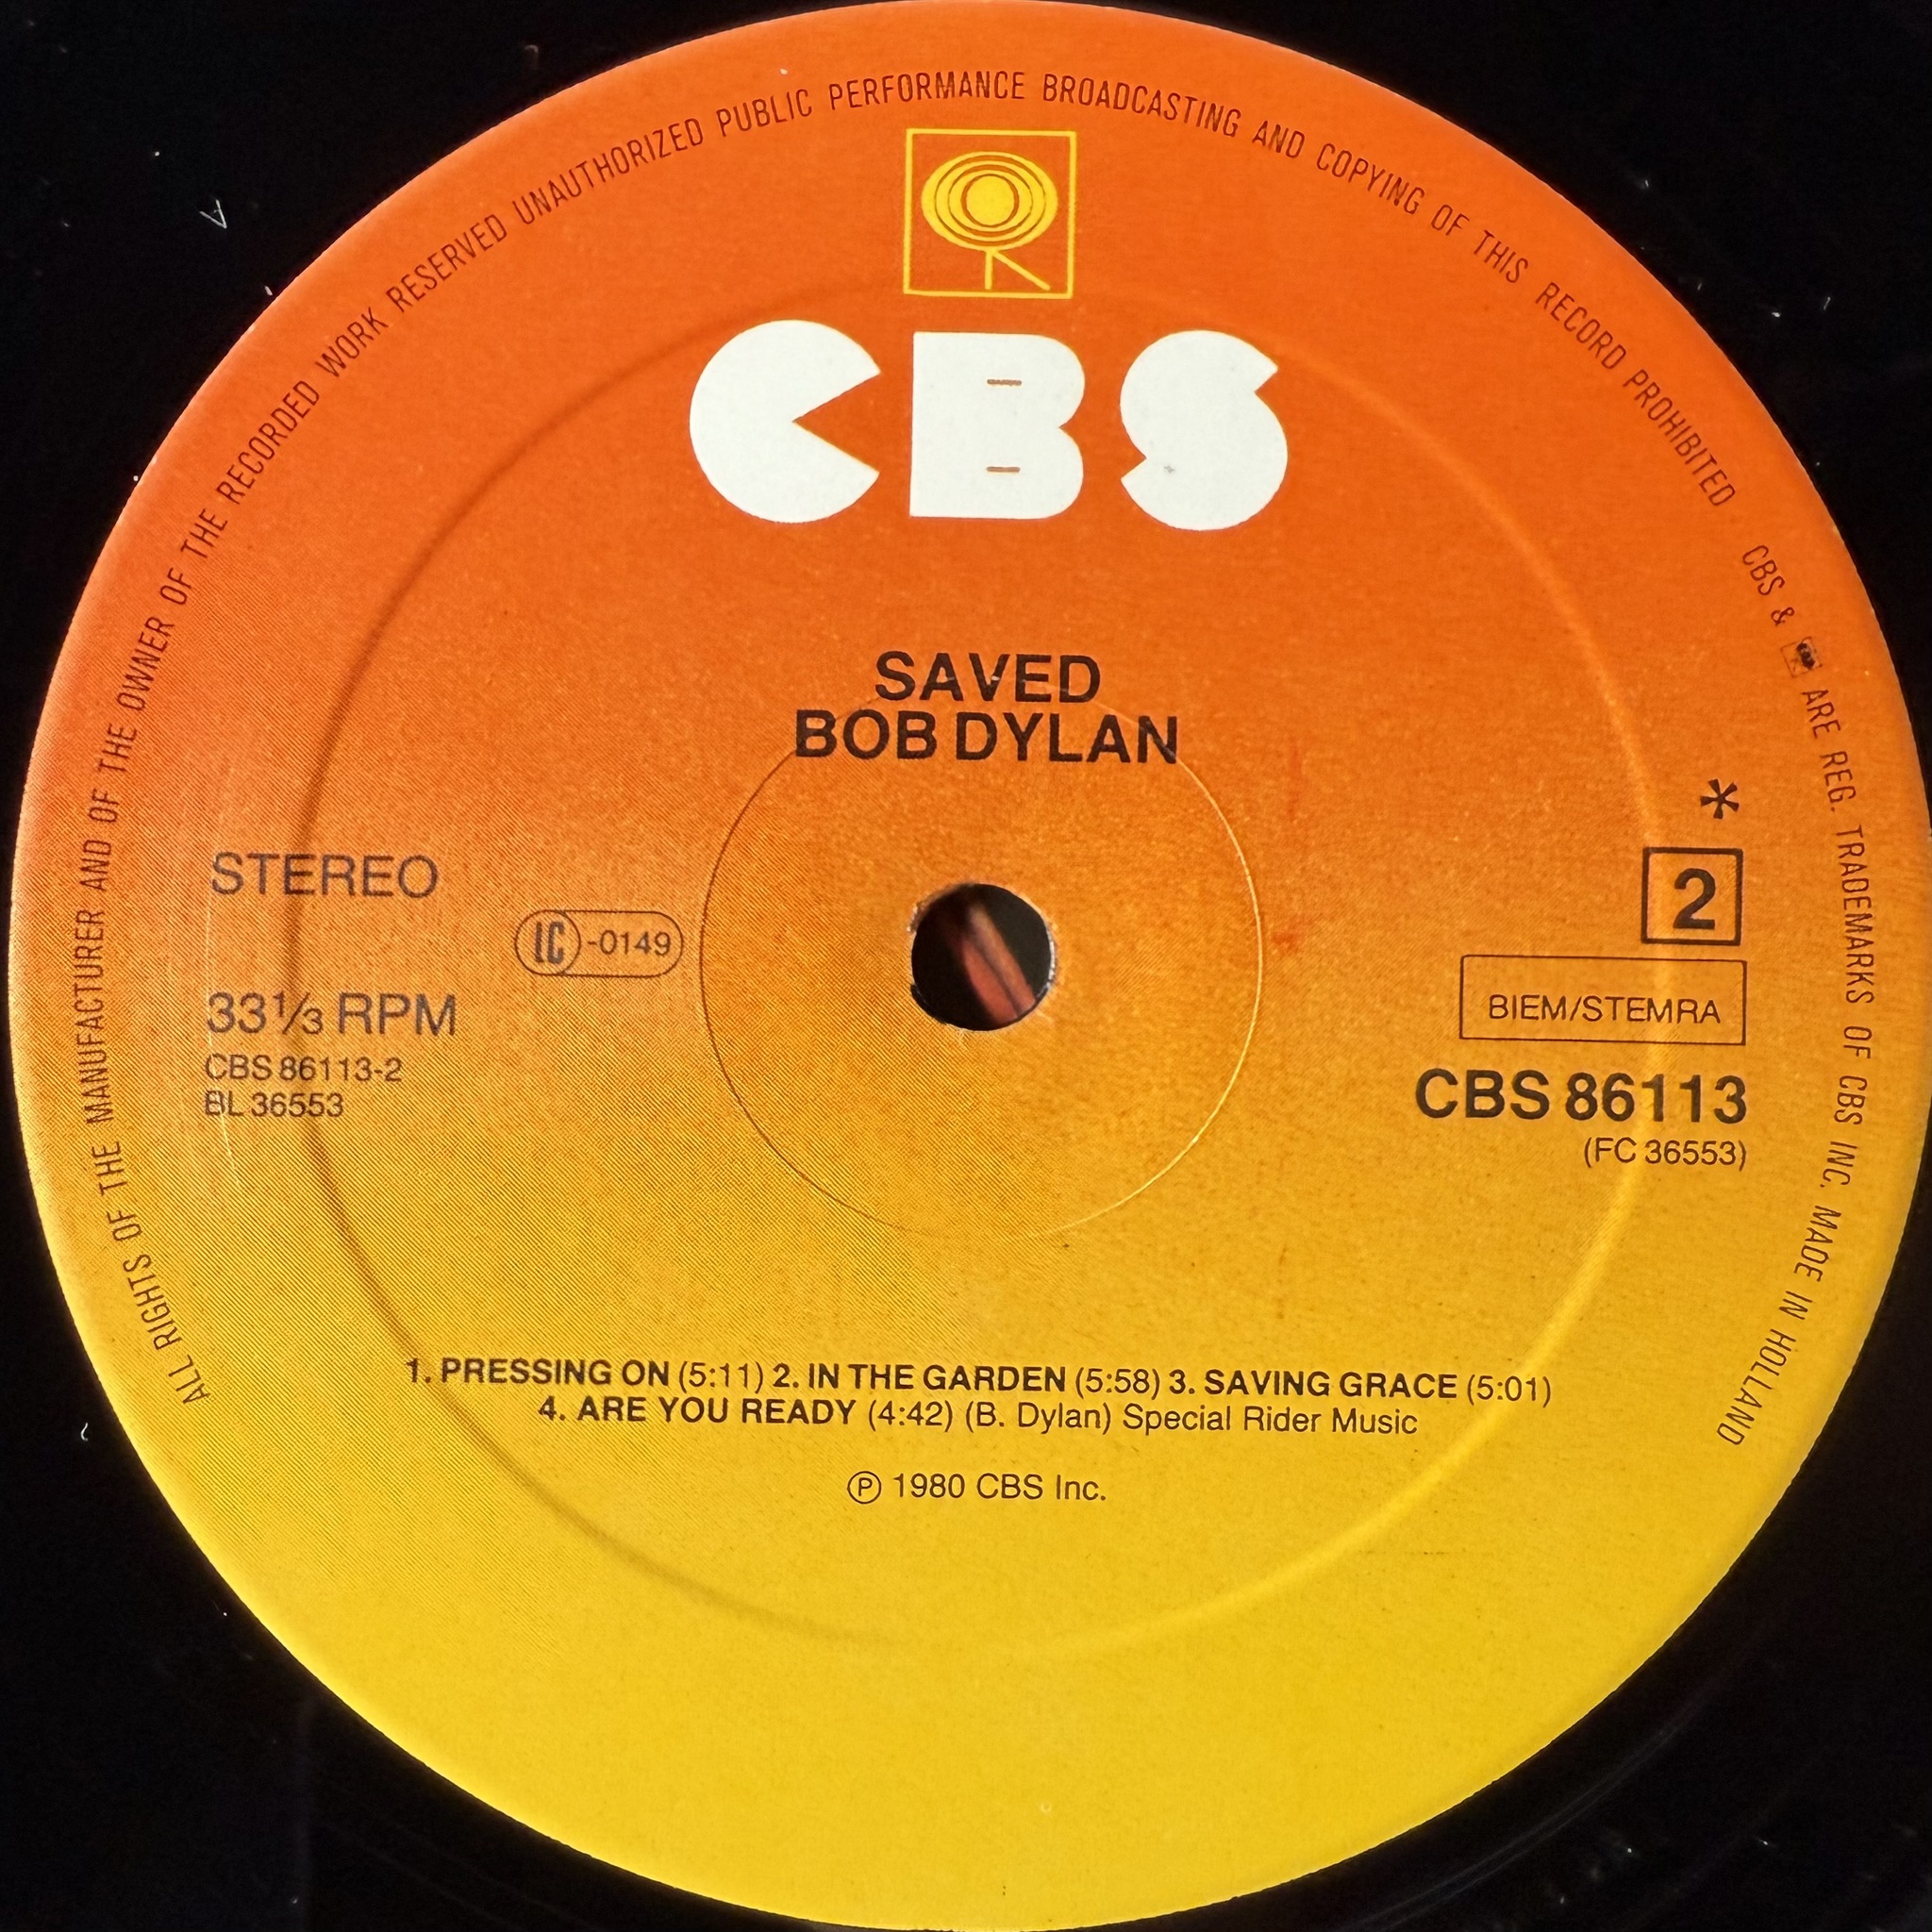 ALL RIGHTS OF THE MANUFACTURER AND OF THE OWNER OF THE RECORDED WORK RESERVED UNAUTHORIZED PUBLIC PERFORMANCE BROADCASTING AND COPYING OF THIS RECORD PROHIBITED
CBS & ARE REG. TRADEMARKS OF CBS INC. MADE IN HOLLAND
CBS
SAVED
BOB DYLAN
STEREO
LC-0149
33⅓ RPM
CBS 86113-2
BL 36553
*
2
BIEM/STEMRA
CBS 86113
(FC 36553)
1. PRESSING ON (5:11) 2. IN THE GARDEN (5:58) 3. SAVING GRACE (5:01)
4. ARE YOU READY (4:42) (B. Dylan) Special Rider Music
Ⓟ 1980 CBS Inc.